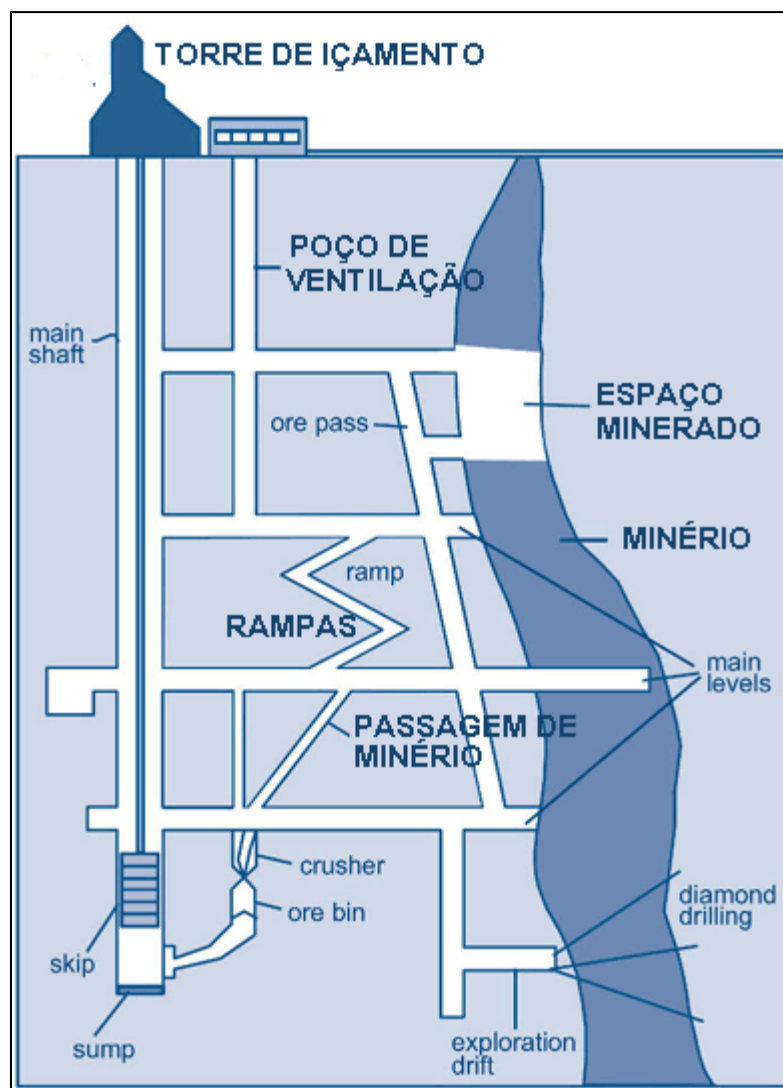 TORRE DE IÇAMENTO
POÇO DE
VENTILAÇÃO
main
shaft
ESPAÇO
MINERADO
ore pass
MINÉRIO
ramp
RAMPAS
main
levels
PASSAGEM DE
MINÉRIO
crusher
diamond
drilling
ore bin
skip
sump
exploration
drift